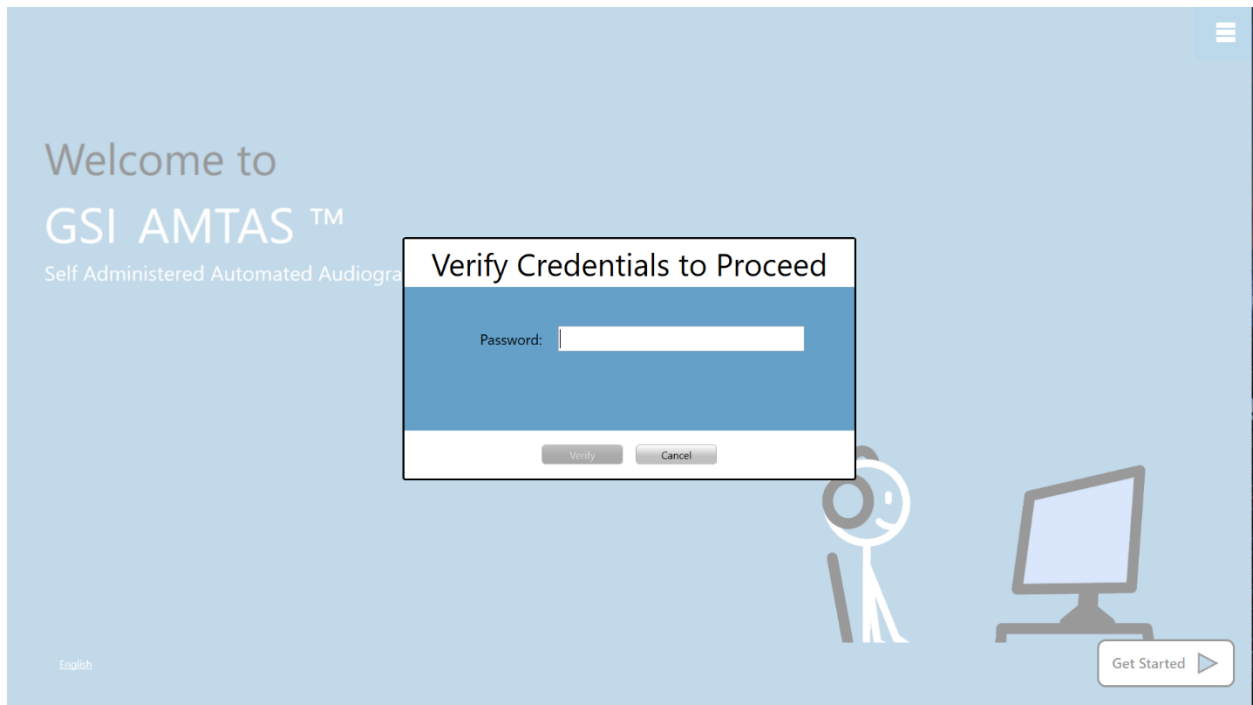 Welcome to
GSI AMTAS ™
Self Administered Automated Audiogra
Verify Credentials to Proceed
Password:
Verify
Cancel
English
Get Started